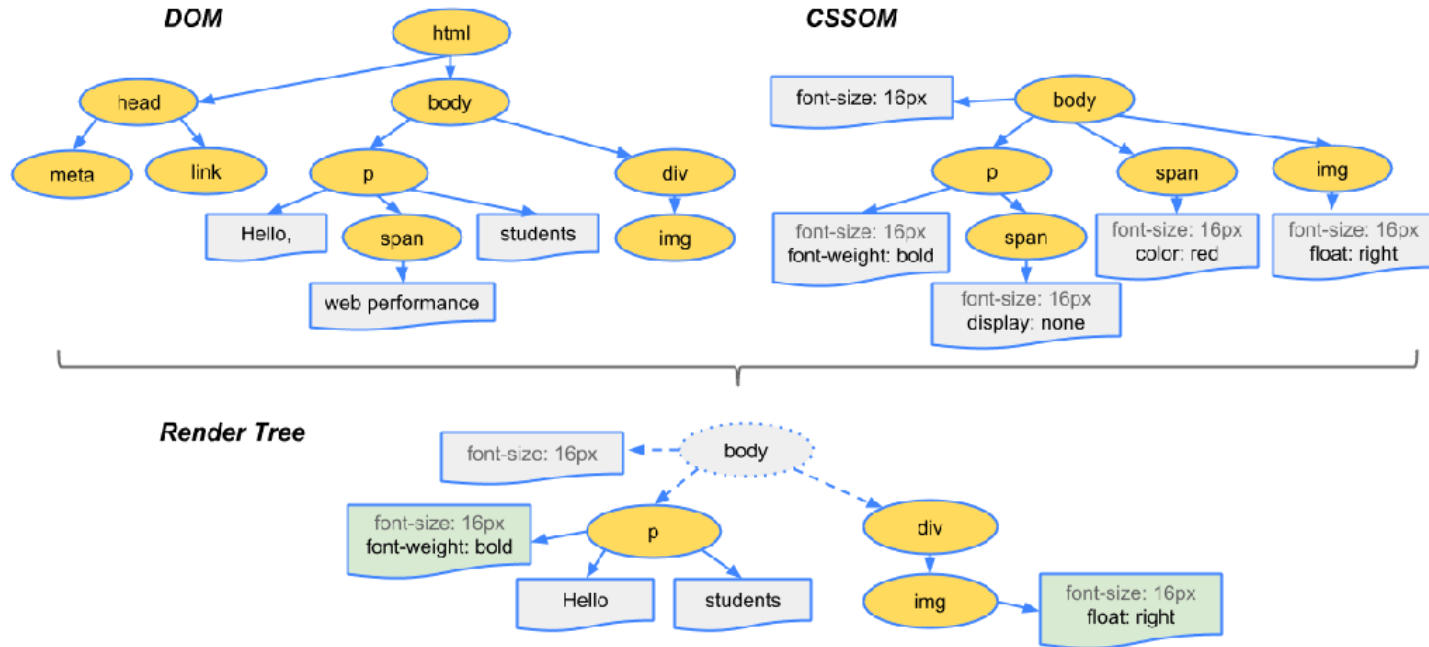 DOM
html
head
body
meta
link
p
div
Hello,
span
students
img
web performance
CSSOM
font-size: 16px
body
p
span
img
font-size: 16px
font-weight: bold
span
font-size: 16px
color: red
font-size: 16px
float: right
font-size: 16px
display: none
Render Tree
font-size: 16px
body
font-size: 16px
font-weight: bold
p
div
Hello
students
img
font-size: 16px
float: right